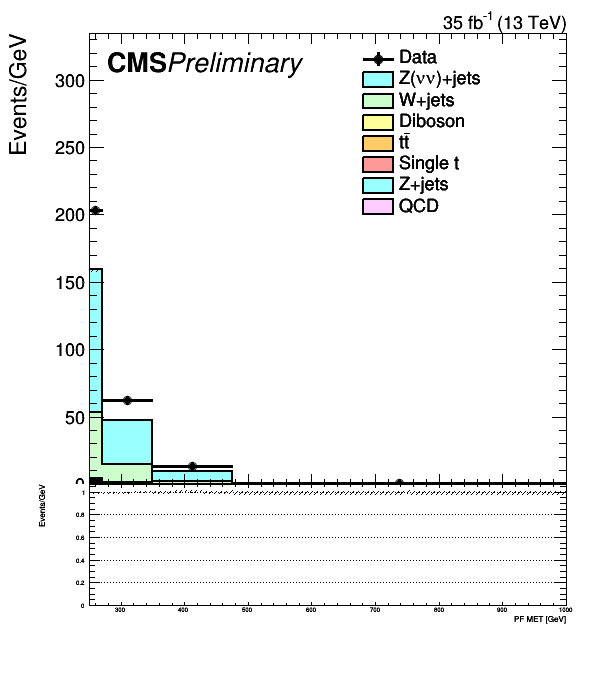 35 fb⁻¹ (13 TeV)
CMS Preliminary
Events/GeV
300
250
200
150
100
50
0
Data
Z(νν)+jets
W+jets
Diboson
tt̄
Single t
Z+jets
QCD
Events/GeV
1
0.8
0.6
0.4
0.2
0
300 400 500 600 700 800 900 1000
PF MET [GeV]